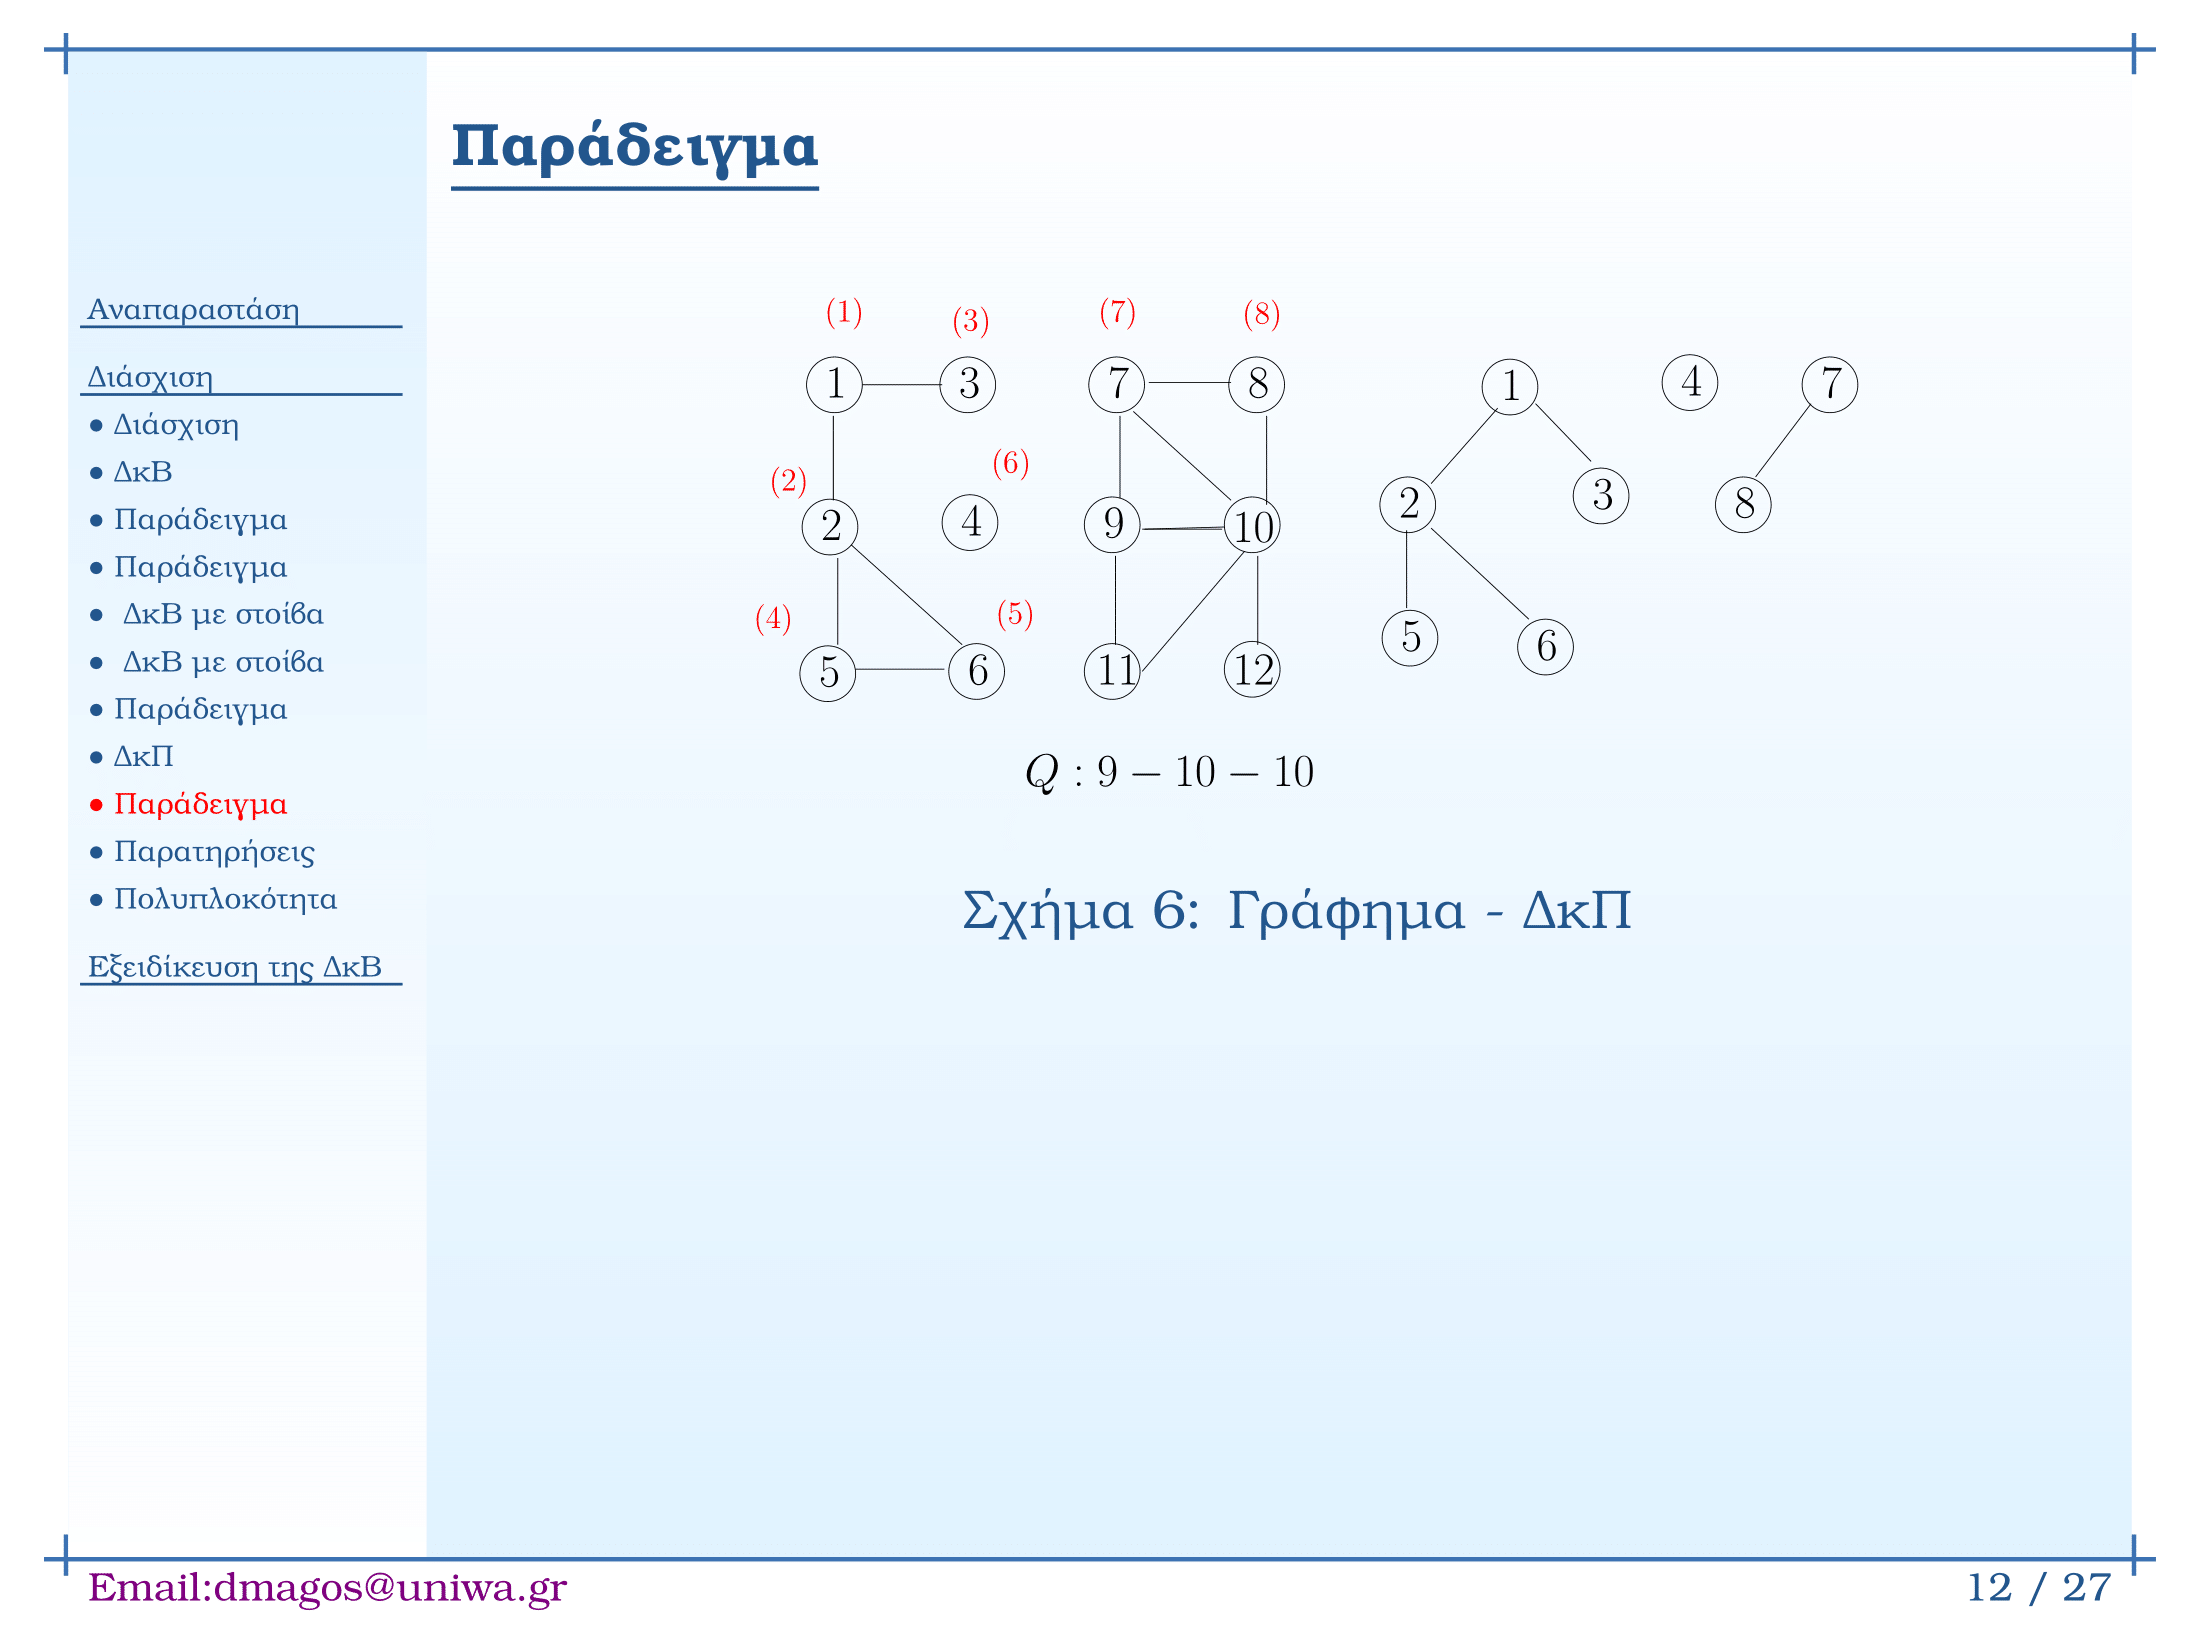 Παράδειγμα
Αναπαραστάση
Διάσχιση
● Διάσχιση
● ΔκΒ
● Παράδειγμα
● Παράδειγμα
● ΔκΒ με στοίβα
● ΔκΒ με στοίβα
● Παράδειγμα
● ΔκΠ
● Παράδειγμα
● Παρατηρήσεις
● Πολυπλοκότητα
Εξειδίκευση της ΔκΒ
(1) (3) (7) (8)
1 3 7 8 1 4 7
(2) (6)
2 4 9 10 2 3 8
(4) (5)
5 6 11 12 5 6
Q : 9 − 10 − 10
Σχήμα 6: Γράφημα - ΔκΠ
Email:dmagos@uniwa.gr
12 / 27